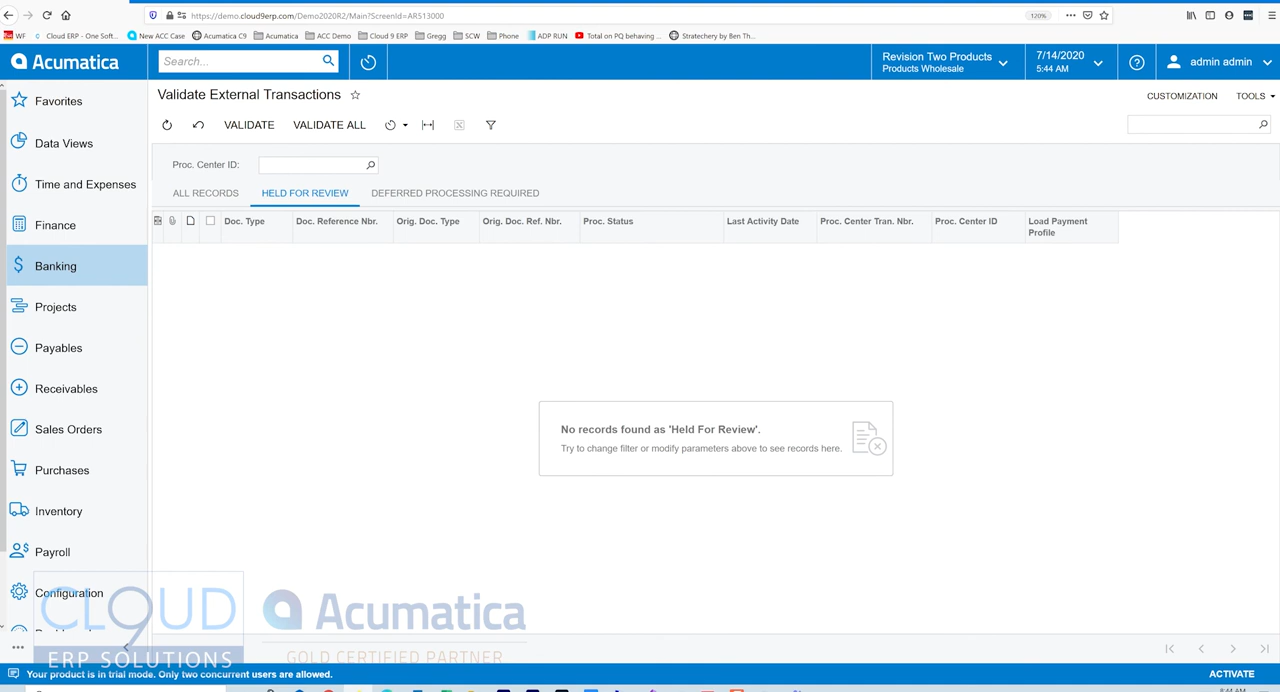 https://demo.cloud9erp.com/Demo2020R2/Main?ScreenId=AR513000
120%
WF
Cloud ERP - One Soft...
New ACC Case
Acumatica C9
Acumatica
ACC Demo
Cloud 9 ERP
Gregg
SCW
Phone
ADP RUN
Total on PQ behaving ...
Stratechery by Ben Th...
Acumatica
Search...
Revision Two Products
Products Wholesale
7/14/2020
5:44 AM
admin admin
Favorites
Data Views
Time and Expenses
Finance
Banking
Projects
Payables
Receivables
Sales Orders
Purchases
Inventory
Payroll
Configuration
Validate External Transactions
CUSTOMIZATION
TOOLS
VALIDATE
VALIDATE ALL
Proc. Center ID:
ALL RECORDS
HELD FOR REVIEW
DEFERRED PROCESSING REQUIRED
Doc. Type
Doc. Reference Nbr.
Orig. Doc. Type
Orig. Doc. Ref. Nbr.
Proc. Status
Last Activity Date
Proc. Center Tran. Nbr.
Proc. Center ID
Load Payment
Profile
No records found as 'Held For Review'.
Try to change filter or modify parameters above to see records here.
CLOUD 9
ERP SOLUTIONS
Acumatica
GOLD CERTIFIED PARTNER
Your product is in trial mode. Only two concurrent users are allowed.
ACTIVATE